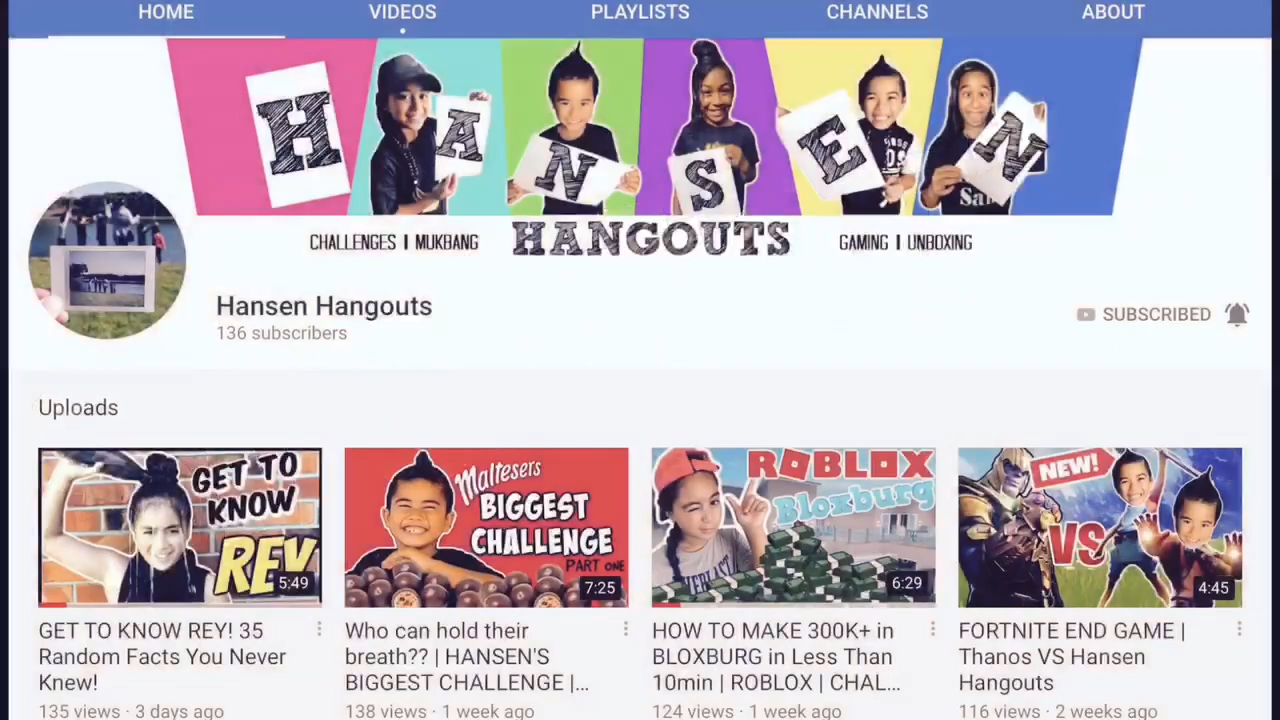 HOME VIDEOS PLAYLISTS CHANNELS ABOUT
H A N S E N
CHALLENGES | MUKBANG HANGOUTS GAMING | UNBOXING
Hansen Hangouts
136 subscribers
SUBSCRIBED
Uploads
GET TO
KNOW
REY
5:49
Maltesers
BIGGEST
CHALLENGE
PART ONE
7:25
ROBLOX
Bloxburg
EVERLAST
6:29
NEW!
VS
4:45
GET TO KNOW REY! 35
Random Facts You Never
Knew!
135 views · 3 days ago
Who can hold their
breath?? | HANSEN'S
BIGGEST CHALLENGE |...
138 views · 1 week ago
HOW TO MAKE 300K+ in
BLOXBURG in Less Than
10min | ROBLOX | CHAL...
124 views · 1 week ago
FORTNITE END GAME |
Thanos VS Hansen
Hangouts
116 views · 2 weeks ago